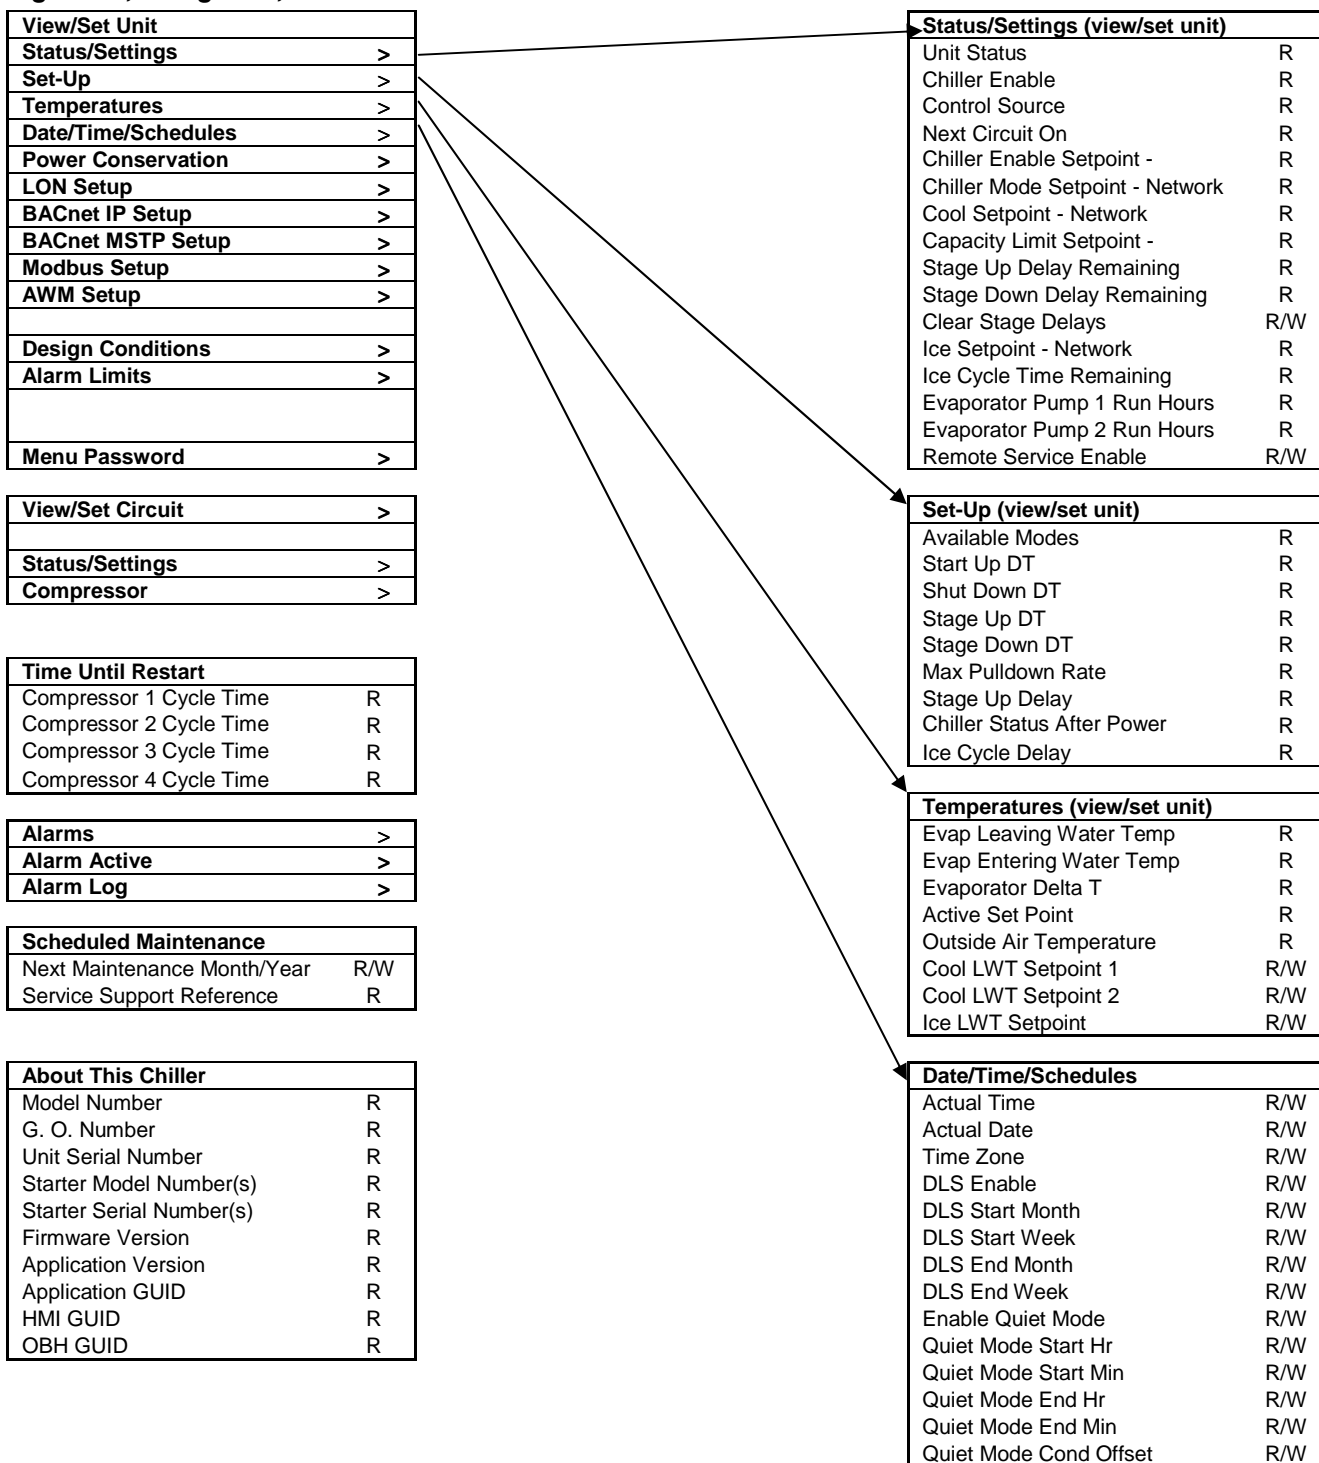 View/Set Unit
Status/Settings >
Set-Up >
Temperatures >
Date/Time/Schedules >
Power Conservation >
LON Setup >
BACnet IP Setup >
BACnet MSTP Setup >
Modbus Setup >
AWM Setup >
Design Conditions >
Alarm Limits >
Menu Password >
View/Set Circuit >
Status/Settings >
Compressor >
Time Until Restart
Compressor 1 Cycle Time R
Compressor 2 Cycle Time R
Compressor 3 Cycle Time R
Compressor 4 Cycle Time R
Alarms >
Alarm Active >
Alarm Log >
Scheduled Maintenance
Next Maintenance Month/Year R/W
Service Support Reference R
About This Chiller
Model Number R
G. O. Number R
Unit Serial Number R
Starter Model Number(s) R
Starter Serial Number(s) R
Firmware Version R
Application Version R
Application GUID R
HMI GUID R
OBH GUID R
Status/Settings (view/set unit)
Unit Status R
Chiller Enable R
Control Source R
Next Circuit On R
Chiller Enable Setpoint - R
Chiller Mode Setpoint - Network R
Cool Setpoint - Network R
Capacity Limit Setpoint - R
Stage Up Delay Remaining R
Stage Down Delay Remaining R
Clear Stage Delays R/W
Ice Setpoint - Network R
Ice Cycle Time Remaining R
Evaporator Pump 1 Run Hours R
Evaporator Pump 2 Run Hours R
Remote Service Enable R/W
Set-Up (view/set unit)
Available Modes R
Start Up DT R
Shut Down DT R
Stage Up DT R
Stage Down DT R
Max Pulldown Rate R
Stage Up Delay R
Chiller Status After Power R
Ice Cycle Delay R
Temperatures (view/set unit)
Evap Leaving Water Temp R
Evap Entering Water Temp R
Evaporator Delta T R
Active Set Point R
Outside Air Temperature R
Cool LWT Setpoint 1 R/W
Cool LWT Setpoint 2 R/W
Ice LWT Setpoint R/W
Date/Time/Schedules
Actual Time R/W
Actual Date R/W
Time Zone R/W
DLS Enable R/W
DLS Start Month R/W
DLS Start Week R/W
DLS End Month R/W
DLS End Week R/W
Enable Quiet Mode R/W
Quiet Mode Start Hr R/W
Quiet Mode Start Min R/W
Quiet Mode End Hr R/W
Quiet Mode End Min R/W
Quiet Mode Cond Offset R/W